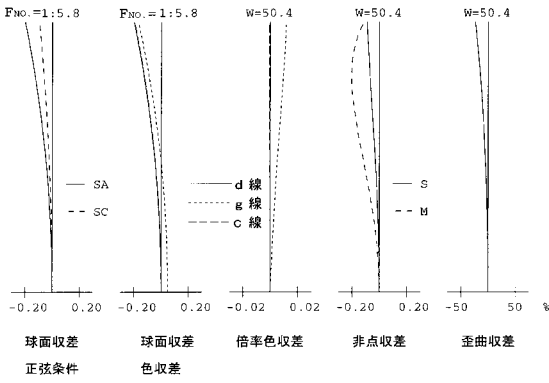 FNO.=1:5.8
FNO.=1:5.8
W=50.4
W=50.4
W=50.4
SA
SC
d 線
g 線
C 線
S
M
-0.20 0.20
-0.20 0.20
-0.02 0.02
-0.20 0.20
-50 50 %
球面収差
正弦条件
球面収差
色収差
倍率色収差
非点収差
歪曲収差